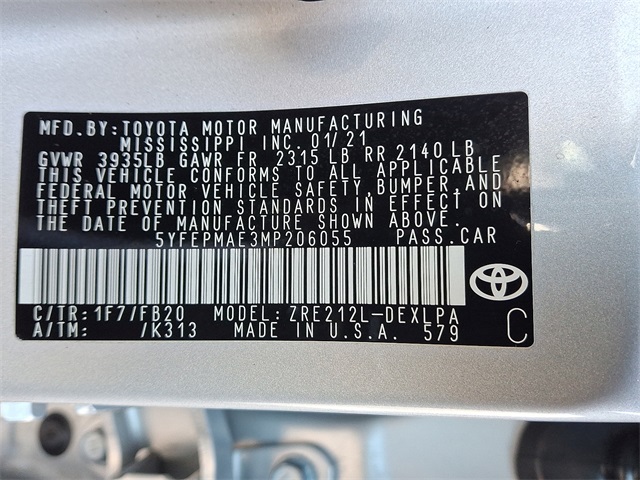 MFD. BY: TOYOTA MOTOR MANUFACTURING
MISSISSIPPI INC. 01/21
GVWR 3935LB GAWR FR 2315 LB RR 2140 LB
THIS VEHICLE CONFORMS TO ALL APPLICABLE
FEDERAL MOTOR VEHICLE SAFETY, BUMPER, AND
THEFT PREVENTION STANDARDS IN EFFECT ON
THE DATE OF MANUFACTURE SHOWN ABOVE.
5YFEPMAE3MP206055 PASS. CAR
C/TR: 1F7/FB20 MODEL: ZRE212L-DEXLPA
A/TM: /K313 MADE IN U.S.A. 579 C